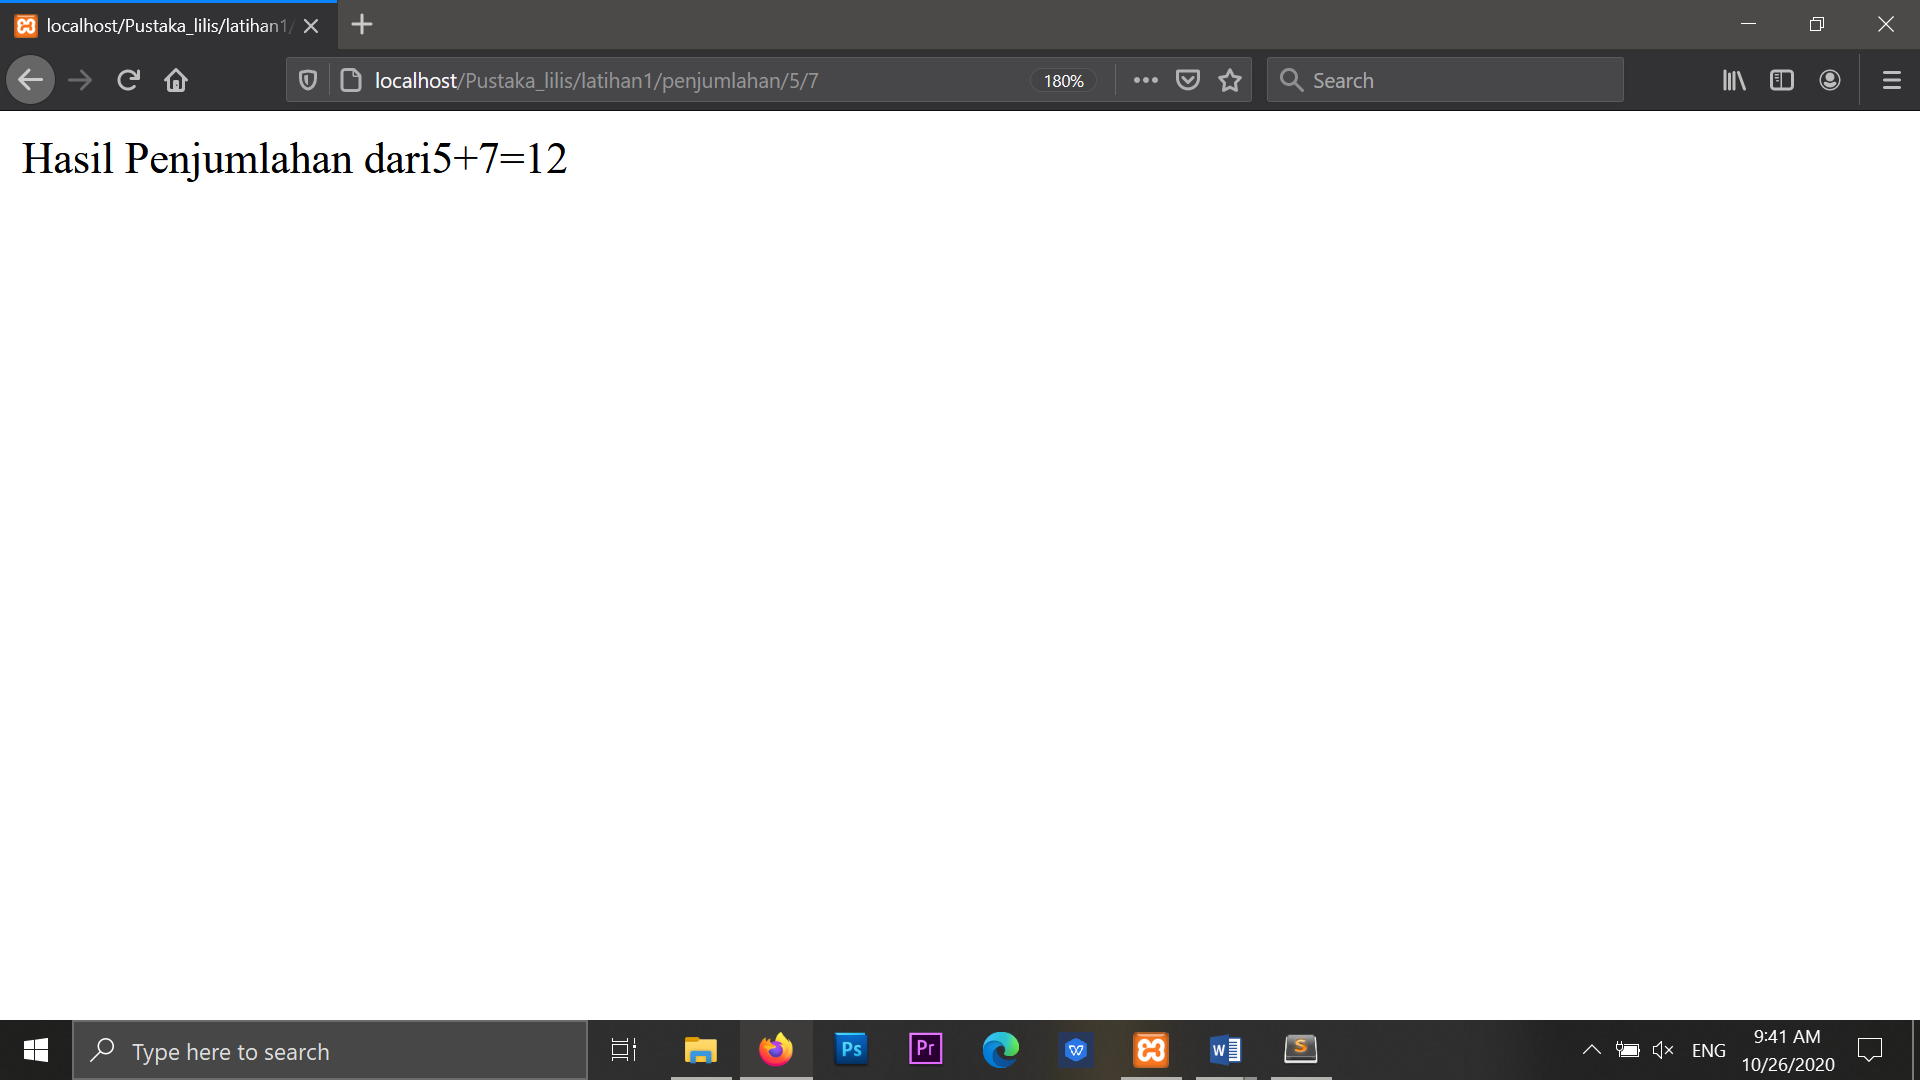 localhost/Pustaka_lilis/latihan1/
localhost/Pustaka_lilis/latihan1/penjumlahan/5/7
180%
Search
Hasil Penjumlahan dari5+7=12
Type here to search
Ps
Pr
W
S
ENG
9:41 AM
10/26/2020